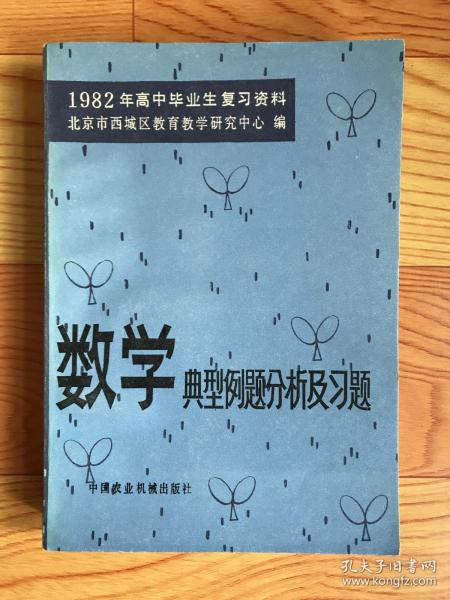 1982年高中毕业生复习资料
北京市西城区教育教学研究中心 编
数学 典型例题分析及习题
中国农业机械出版社
孔夫子旧书网
www.kongfz.com